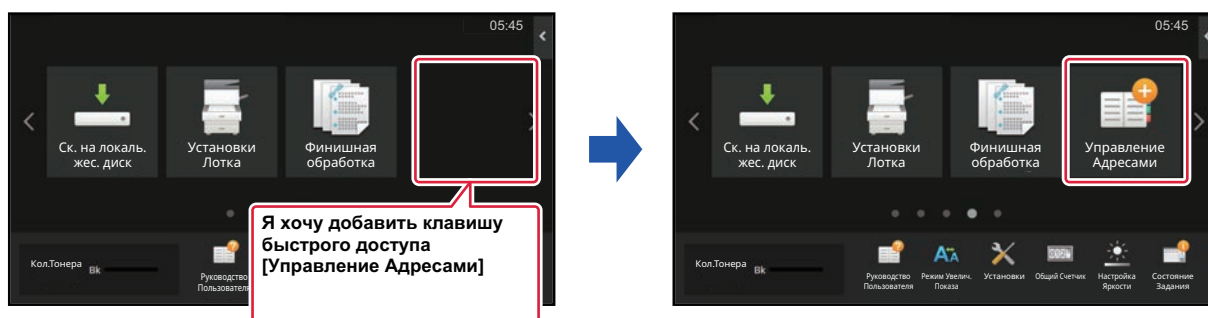 05:45
Ск. на локаль.
жес. диск
Установки
Лотка
Финишная
обработка
Я хочу добавить клавишу
быстрого доступа
[Управление Адресами]
Кол.Тонера
Bk
Руководство
Пользователя
05:45
Ск. на локаль.
жес. диск
Установки
Лотка
Финишная
обработка
Управление
Адресами
Кол.Тонера
Bk
Руководство
Пользователя
Режим Увелич.
Показа
Установки
Общий Счетчик
Настройка
Яркости
Состояние
Задания